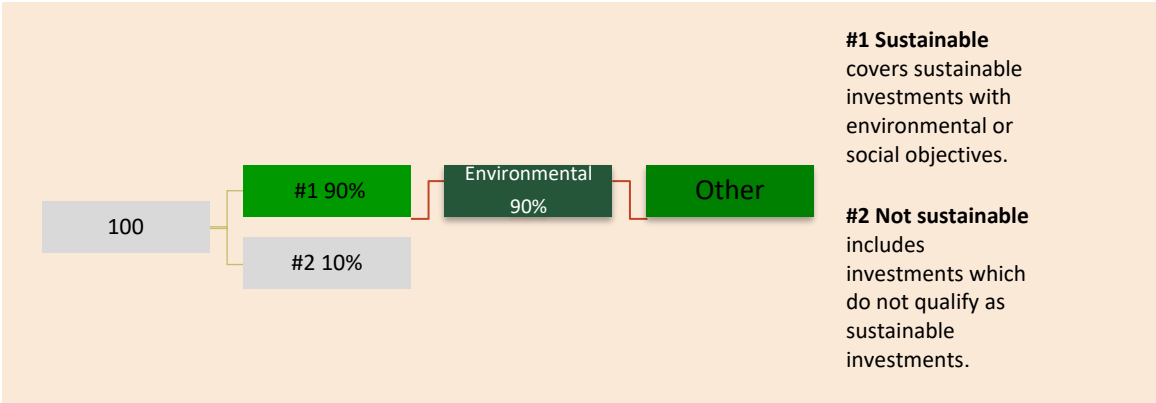 100
#1 90%
#2 10%
Environmental
90%
Other
#1 Sustainable
covers sustainable
investments with
environmental or
social objectives.
#2 Not sustainable
includes
investments which
do not qualify as
sustainable
investments.